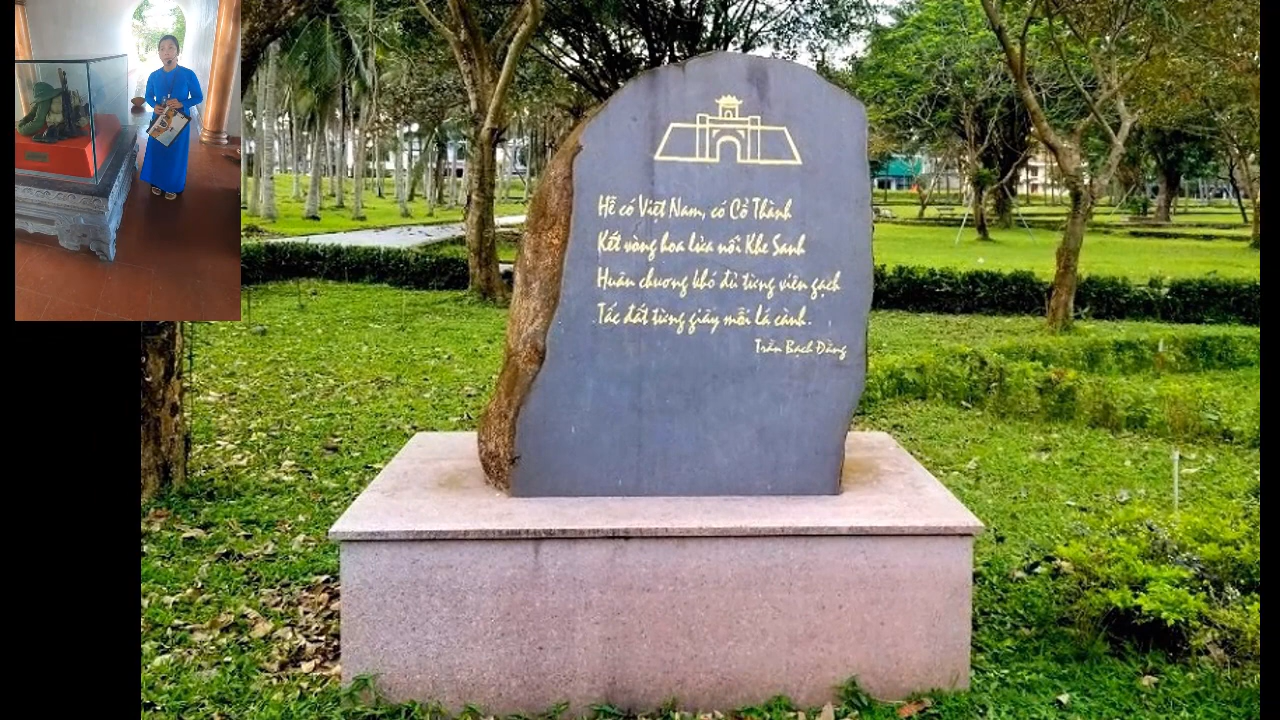 Hễ có Việt Nam, có Cổ Thành
Kết vòng hoa lửa nối Khe Sanh
Huân chương khó đủ từng viên gạch
Tấc đất từng giây mỗi lá cành.
Trần Bạch Đằng